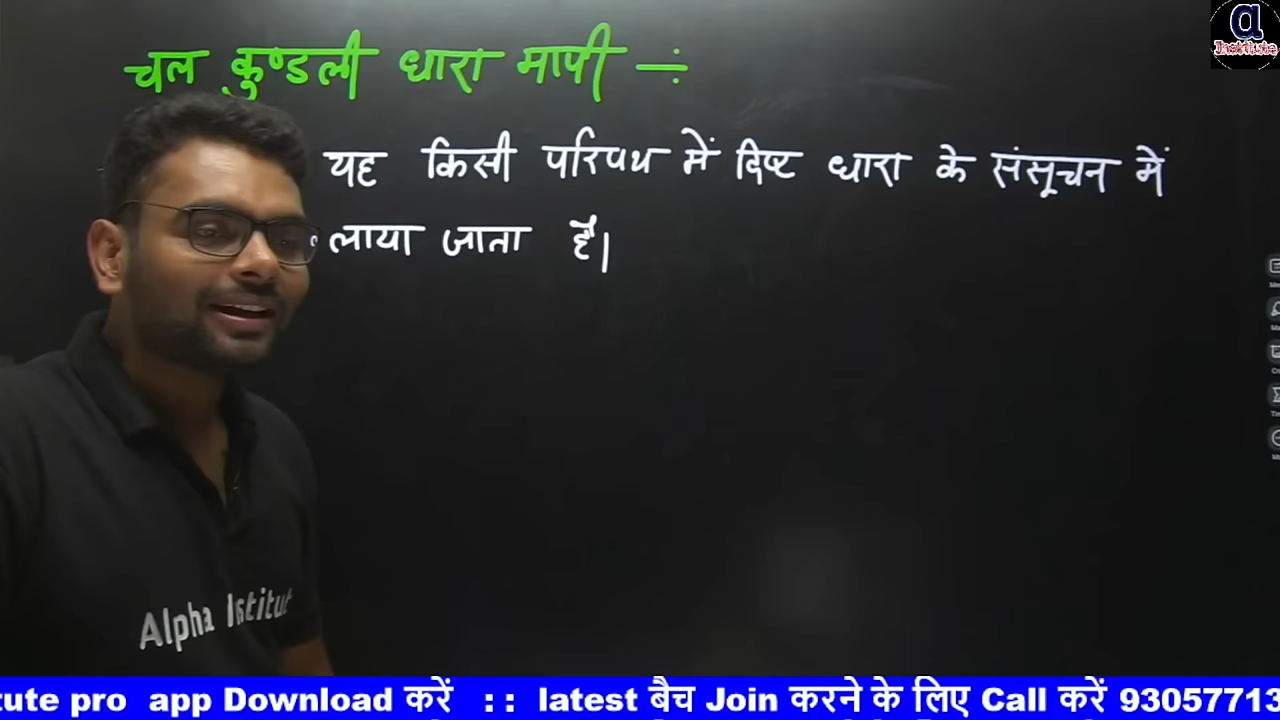 चल कुण्डली धारा मापी -:
यह किसी परिपथ में दिष्ट धारा के संसूचन में
लाया जाता है।
α
Institute
Alpha Institut
tute pro app Download करें :: latest बैच Join करने के लिए Call करें 93057713